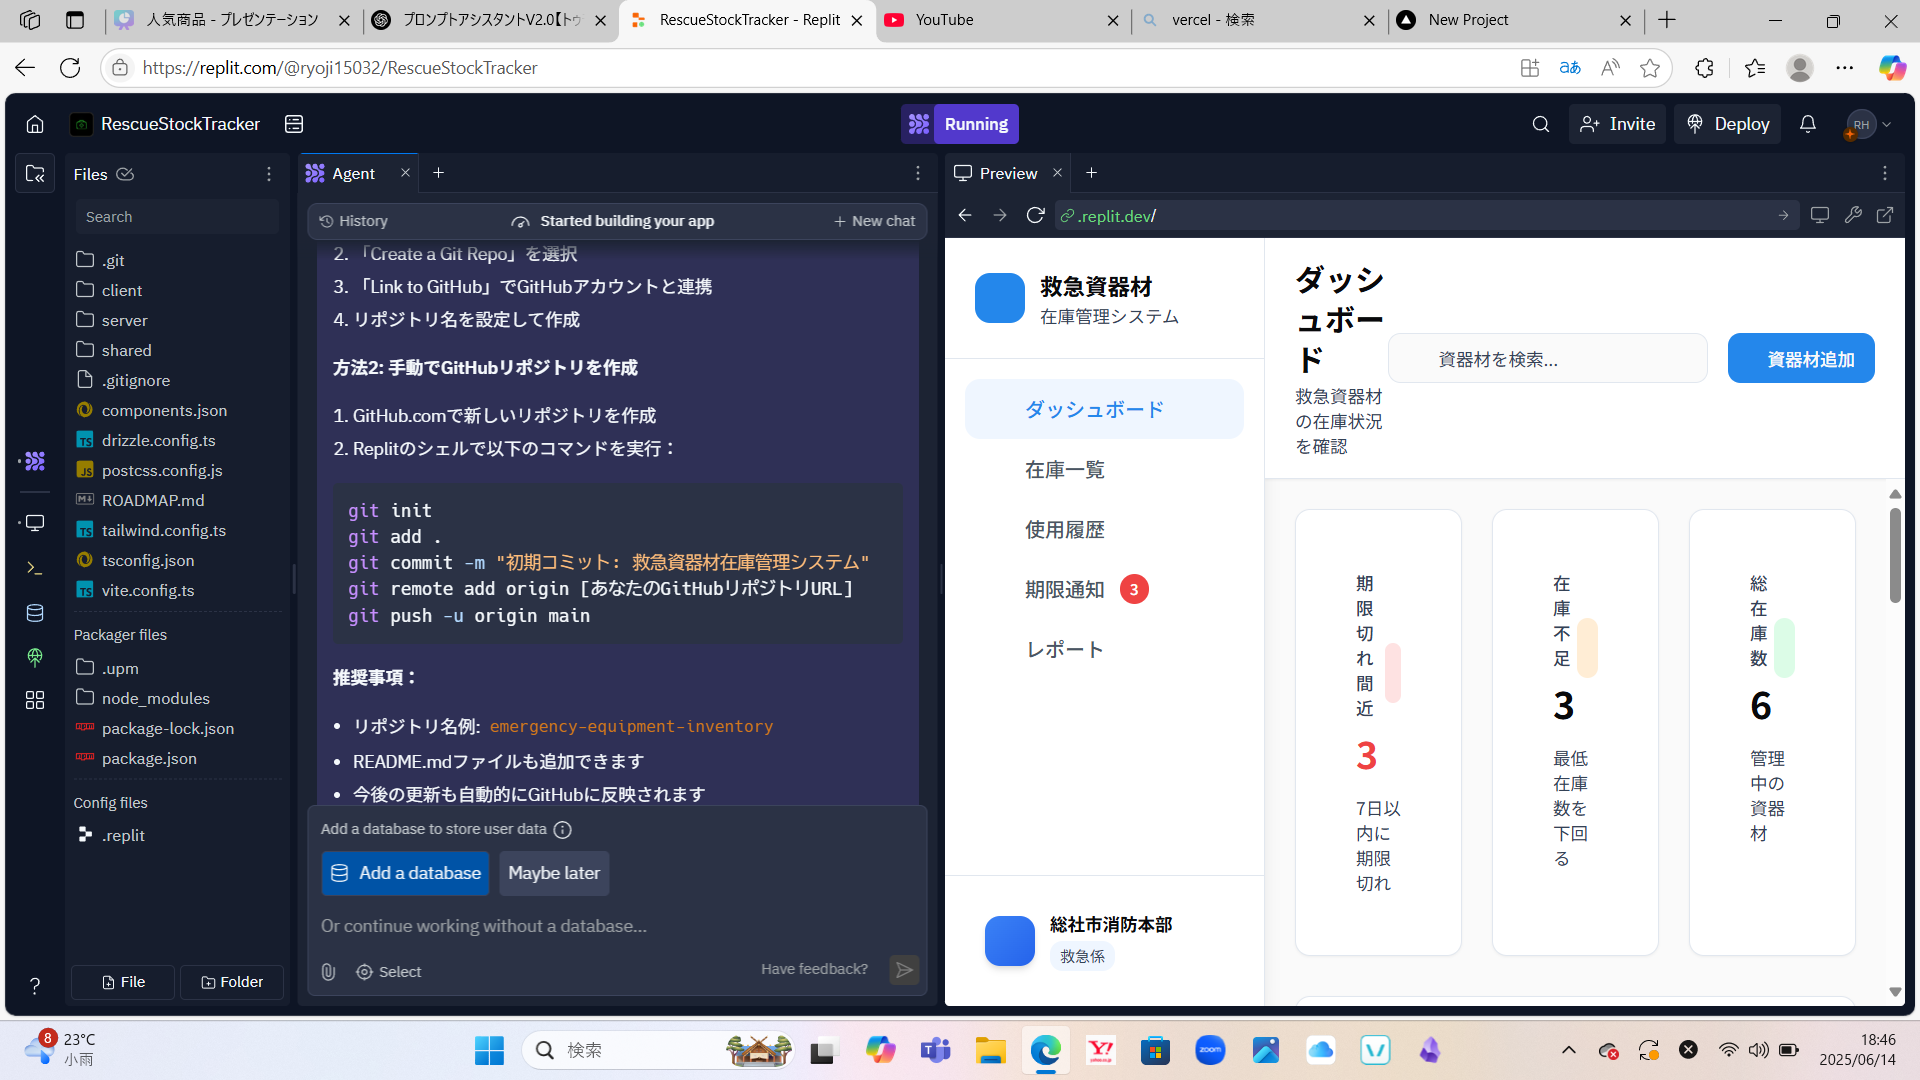 人気商品 - プレゼンテーション
プロンプトアシスタントV2.0【トゥ
RescueStockTracker - Replit
YouTube
vercel - 検索
New Project
https://replit.com/@ryoji15032/RescueStockTracker
RescueStockTracker
Running
Invite
Deploy
RH
Files
Search
.git
client
server
shared
.gitignore
components.json
drizzle.config.ts
postcss.config.js
ROADMAP.md
tailwind.config.ts
tsconfig.json
vite.config.ts
Packager files
.upm
node_modules
package-lock.json
package.json
Config files
.replit
File
Folder
Agent
History
Started building your app
New chat
2. 「Create a Git Repo」を選択
3. 「Link to GitHub」でGitHubアカウントと連携
4. リポジトリ名を設定して作成
方法2: 手動でGitHubリポジトリを作成
1. GitHub.comで新しいリポジトリを作成
2. Replitのシェルで以下のコマンドを実行：
git init
git add .
git commit -m "初期コミット: 救急資器材在庫管理システム"
git remote add origin [あなたのGitHubリポジトリURL]
git push -u origin main
推奨事項：
• リポジトリ名例: emergency-equipment-inventory
• README.mdファイルも追加できます
• 今後の更新も自動的にGitHubに反映されます
Add a database to store user data
Add a database
Maybe later
Or continue working without a database...
Select
Have feedback?
Preview
.replit.dev/
救急資器材
在庫管理システム
ダッシュボード
在庫一覧
使用履歴
期限通知 3
レポート
総社市消防本部
救急係
ダッシ
ュボー
ド
救急資器材
の在庫状況
を確認
資器材を検索...
資器材追加
期
限
切
れ
間
近
3
7日以
内に
期限
切れ
在
庫
不
足
3
最低
在庫
数を
下回
る
総
在
庫
数
6
管理
中の
資器
材
8
23°C
小雨
検索
zoom
18:46
2025/06/14